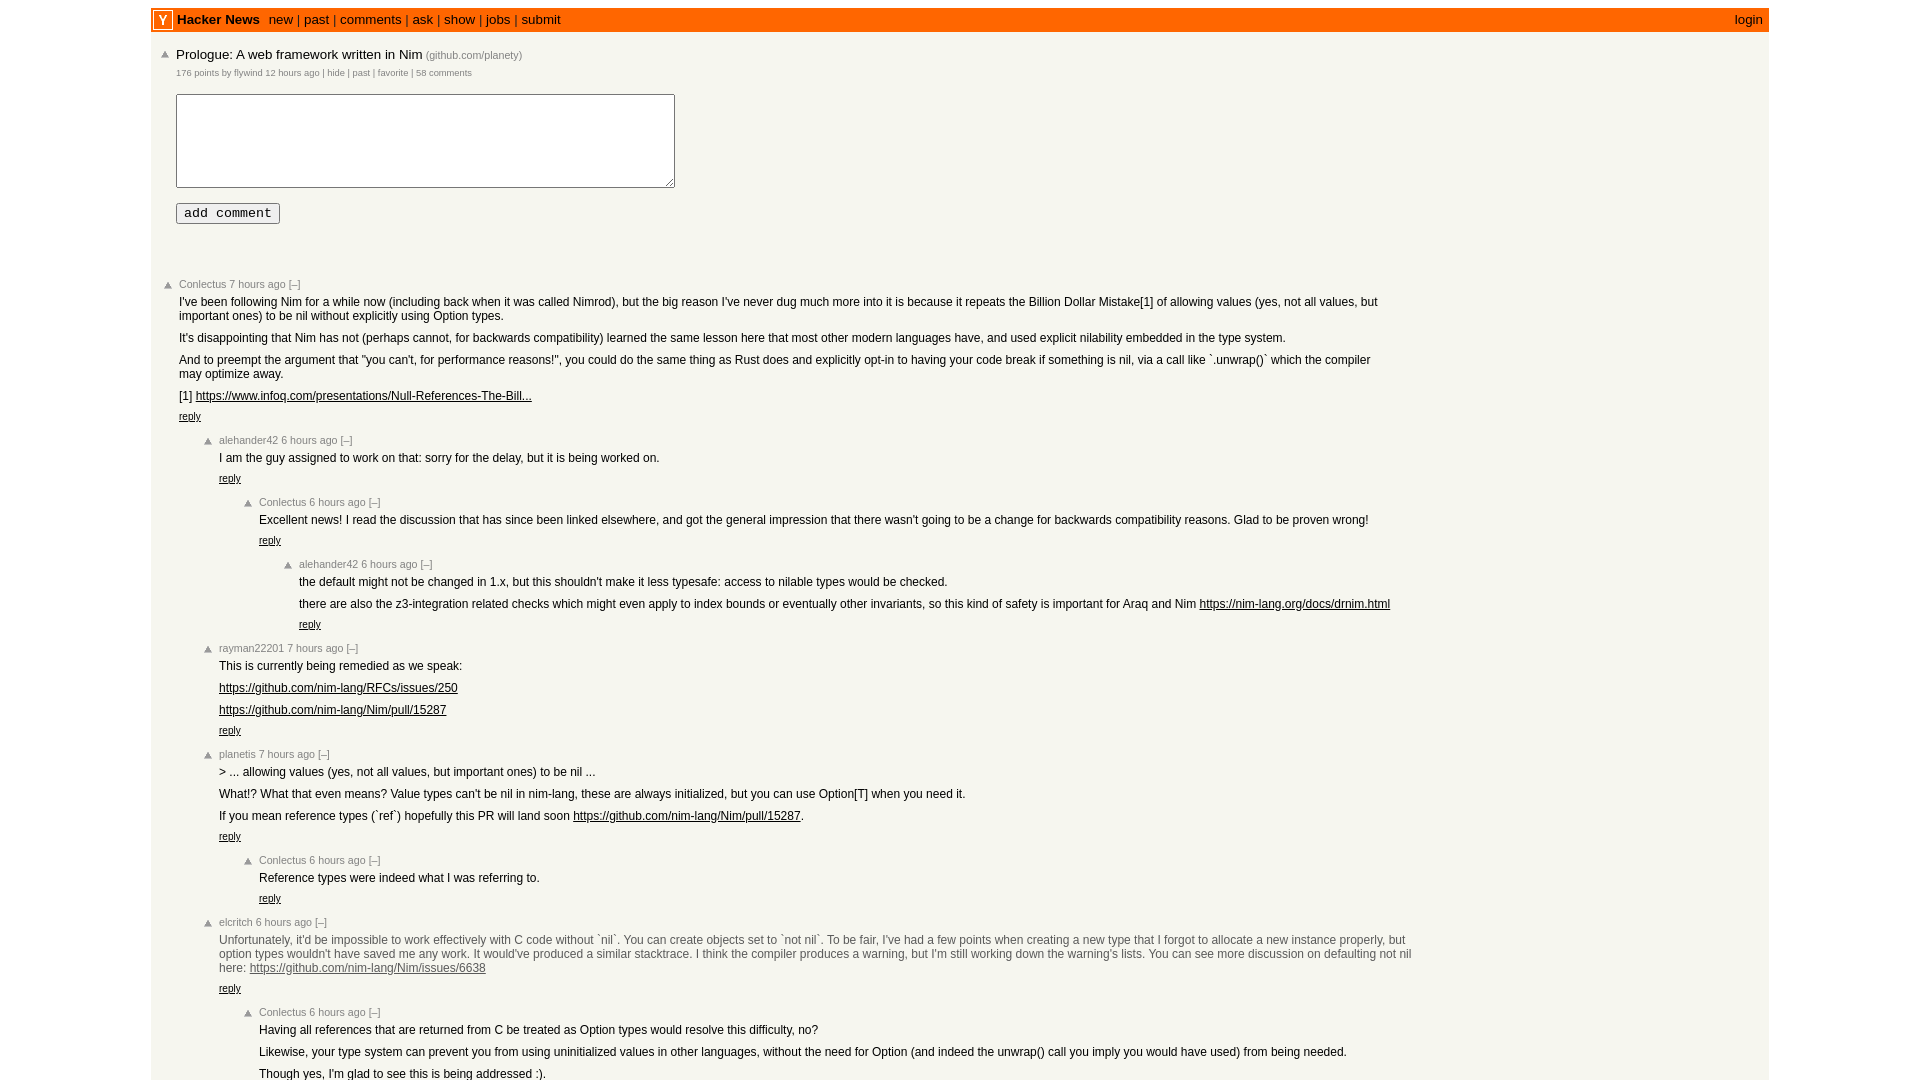 Y Hacker News new | past | comments | ask | show | jobs | submit login
Prologue: A web framework written in Nim (github.com/planety)
176 points by flywind 12 hours ago | hide | past | favorite | 58 comments
add comment
Conlectus 7 hours ago [–]
I've been following Nim for a while now (including back when it was called Nimrod), but the big reason I've never dug much more into it is because it repeats the Billion Dollar Mistake[1] of allowing values (yes, not all values, but
important ones) to be nil without explicitly using Option types.
It's disappointing that Nim has not (perhaps cannot, for backwards compatibility) learned the same lesson here that most other modern languages have, and used explicit nilability embedded in the type system.
And to preempt the argument that "you can't, for performance reasons!", you could do the same thing as Rust does and explicitly opt-in to having your code break if something is nil, via a call like `.unwrap()` which the compiler
may optimize away.
[1] https://www.infoq.com/presentations/Null-References-The-Bill...
reply
alehander42 6 hours ago [–]
I am the guy assigned to work on that: sorry for the delay, but it is being worked on.
reply
Conlectus 6 hours ago [–]
Excellent news! I read the discussion that has since been linked elsewhere, and got the general impression that there wasn't going to be a change for backwards compatibility reasons. Glad to be proven wrong!
reply
alehander42 6 hours ago [–]
the default might not be changed in 1.x, but this shouldn't make it less typesafe: access to nilable types would be checked.
there are also the z3-integration related checks which might even apply to index bounds or eventually other invariants, so this kind of safety is important for Araq and Nim https://nim-lang.org/docs/drnim.html
reply
rayman22201 7 hours ago [–]
This is currently being remedied as we speak:
https://github.com/nim-lang/RFCs/issues/250
https://github.com/nim-lang/Nim/pull/15287
reply
planetis 7 hours ago [–]
> ... allowing values (yes, not all values, but important ones) to be nil ...
What!? What that even means? Value types can't be nil in nim-lang, these are always initialized, but you can use Option[T] when you need it.
If you mean reference types (`ref`) hopefully this PR will land soon https://github.com/nim-lang/Nim/pull/15287.
reply
Conlectus 6 hours ago [–]
Reference types were indeed what I was referring to.
reply
elcritch 6 hours ago [–]
Unfortunately, it'd be impossible to work effectively with C code without `nil`. You can create objects set to `not nil`. To be fair, I've had a few points when creating a new type that I forgot to allocate a new instance properly, but
option types wouldn't have saved me any work. It would've produced a similar stacktrace. I think the compiler produces a warning, but I'm still working down the warning's lists. You can see more discussion on defaulting not nil
here: https://github.com/nim-lang/Nim/issues/6638
reply
Conlectus 6 hours ago [–]
Having all references that are returned from C be treated as Option types would resolve this difficulty, no?
Likewise, your type system can prevent you from using uninitialized values in other languages, without the need for Option (and indeed the unwrap() call you imply you would have used) from being needed.
Though yes, I'm glad to see this is being addressed :).